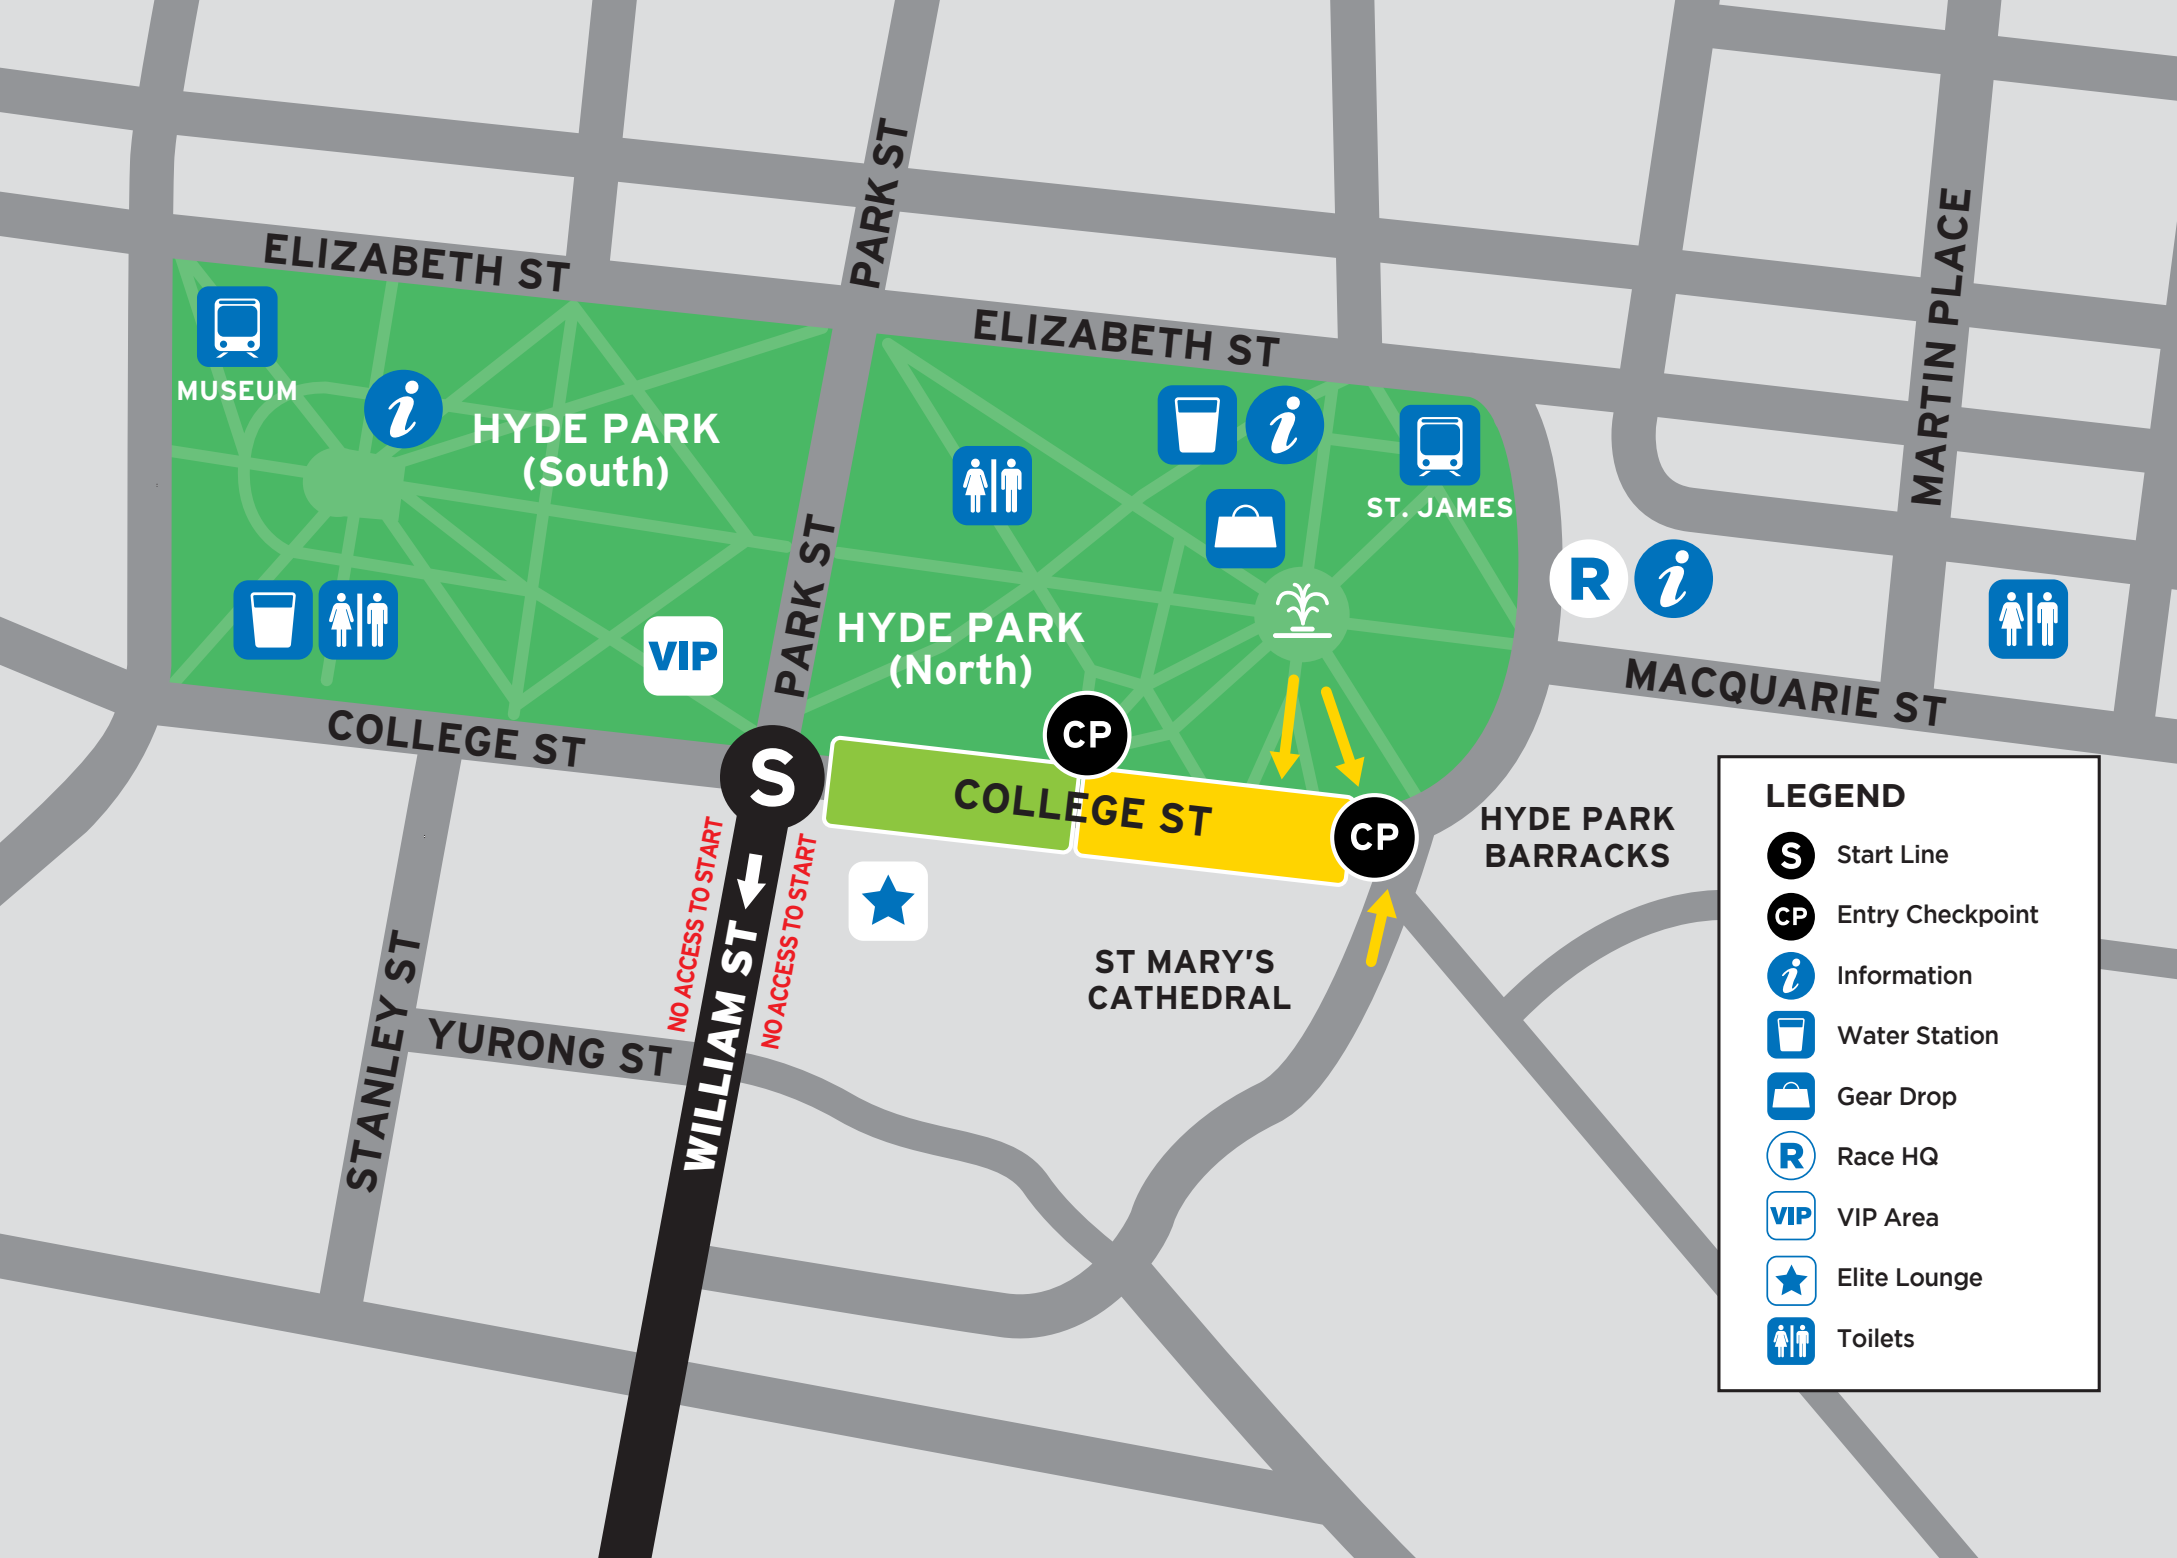 PARK ST
ELIZABETH ST
ELIZABETH ST
MARTIN PLACE
MUSEUM
i
HYDE PARK
(South)
i
ST. JAMES
PARK ST
R
i
VIP
HYDE PARK
(North)
MACQUARIE ST
COLLEGE ST
S
CP
COLLEGE ST
CP
HYDE PARK
BARRACKS
NO ACCESS TO START
NO ACCESS TO START
WILLIAM ST
ST MARY'S
CATHEDRAL
STANLEY ST
YURONG ST
LEGEND
S Start Line
CP Entry Checkpoint
i Information
Water Station
Gear Drop
R Race HQ
VIP VIP Area
Elite Lounge
Toilets